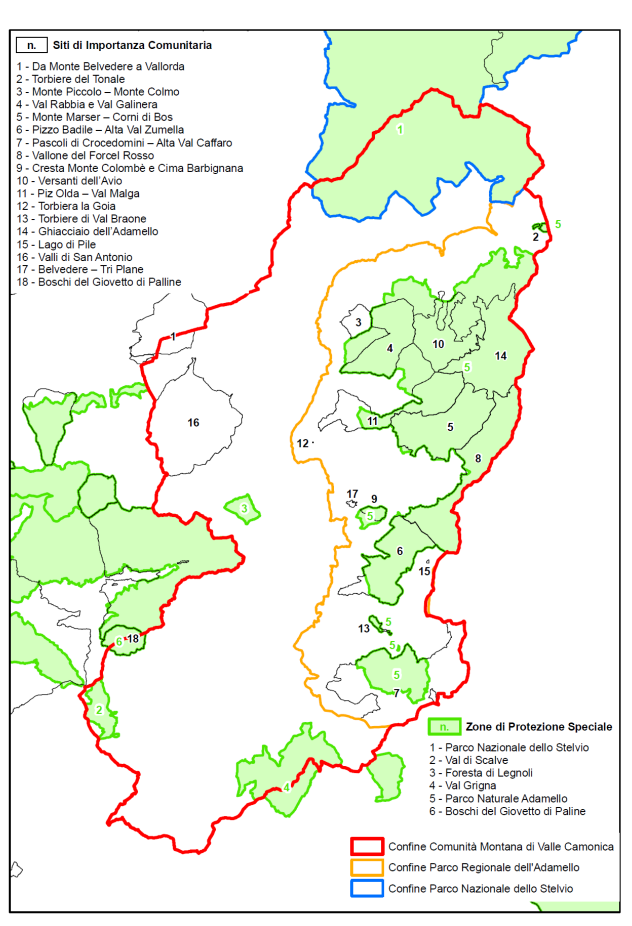 n. Siti di Importanza Comunitaria
1 - Da Monte Belvedere a Vallorda
2 - Torbiere del Tonale
3 - Monte Piccolo – Monte Colmo
4 - Val Rabbia e Val Galinera
5 - Monte Marser – Corni di Bos
6 - Pizzo Badile – Alta Val Zumella
7 - Pascoli di Crocedomini – Alta Val Caffaro
8 - Vallone del Forcel Rosso
9 - Cresta Monte Colombè e Cima Barbignana
10 - Versanti dell'Avio
11 - Piz Olda – Val Malga
12 - Torbiera la Goia
13 - Torbiere di Val Braone
14 - Ghiacciaio dell'Adamello
15 - Lago di Pile
16 - Valli di San Antonio
17 - Belvedere – Tri Plane
18 - Boschi del Giovetto di Palline
1
5
2
3
1
10
4
14
5
16
11
5
12
8
17
9
3
5
6
15
5
13
18
6
5
5
7
2
4
n. Zone di Protezione Speciale
1 - Parco Nazionale dello Stelvio
2 - Val di Scalve
3 - Foresta di Legnoli
4 - Val Grigna
5 - Parco Naturale Adamello
6 - Boschi del Giovetto di Paline
Confine Comunità Montana di Valle Camonica
Confine Parco Regionale dell'Adamello
Confine Parco Nazionale dello Stelvio